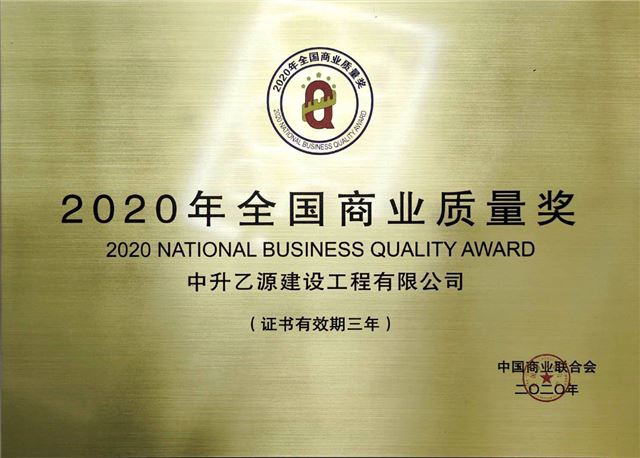 2020年全国商业质量奖
Q
2020 NATIONAL BUSINESS QUALITY AWARD
2020年全国商业质量奖
2020 NATIONAL BUSINESS QUALITY AWARD
中升乙源建设工程有限公司
（证书有效期三年）
中国商业联合会
二〇二〇年